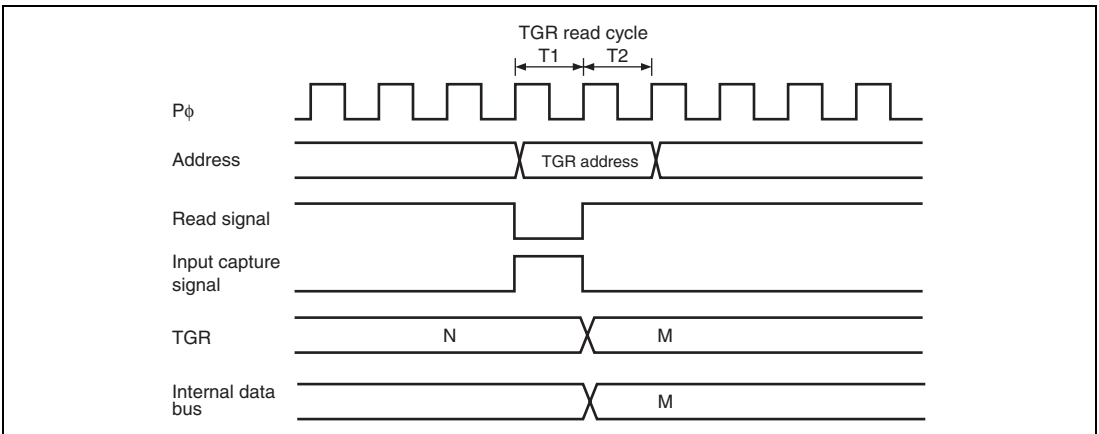 TGR read cycle
T1 T2
Pϕ
Address TGR address
Read signal
Input capture
signal
TGR N M
Internal data
bus M